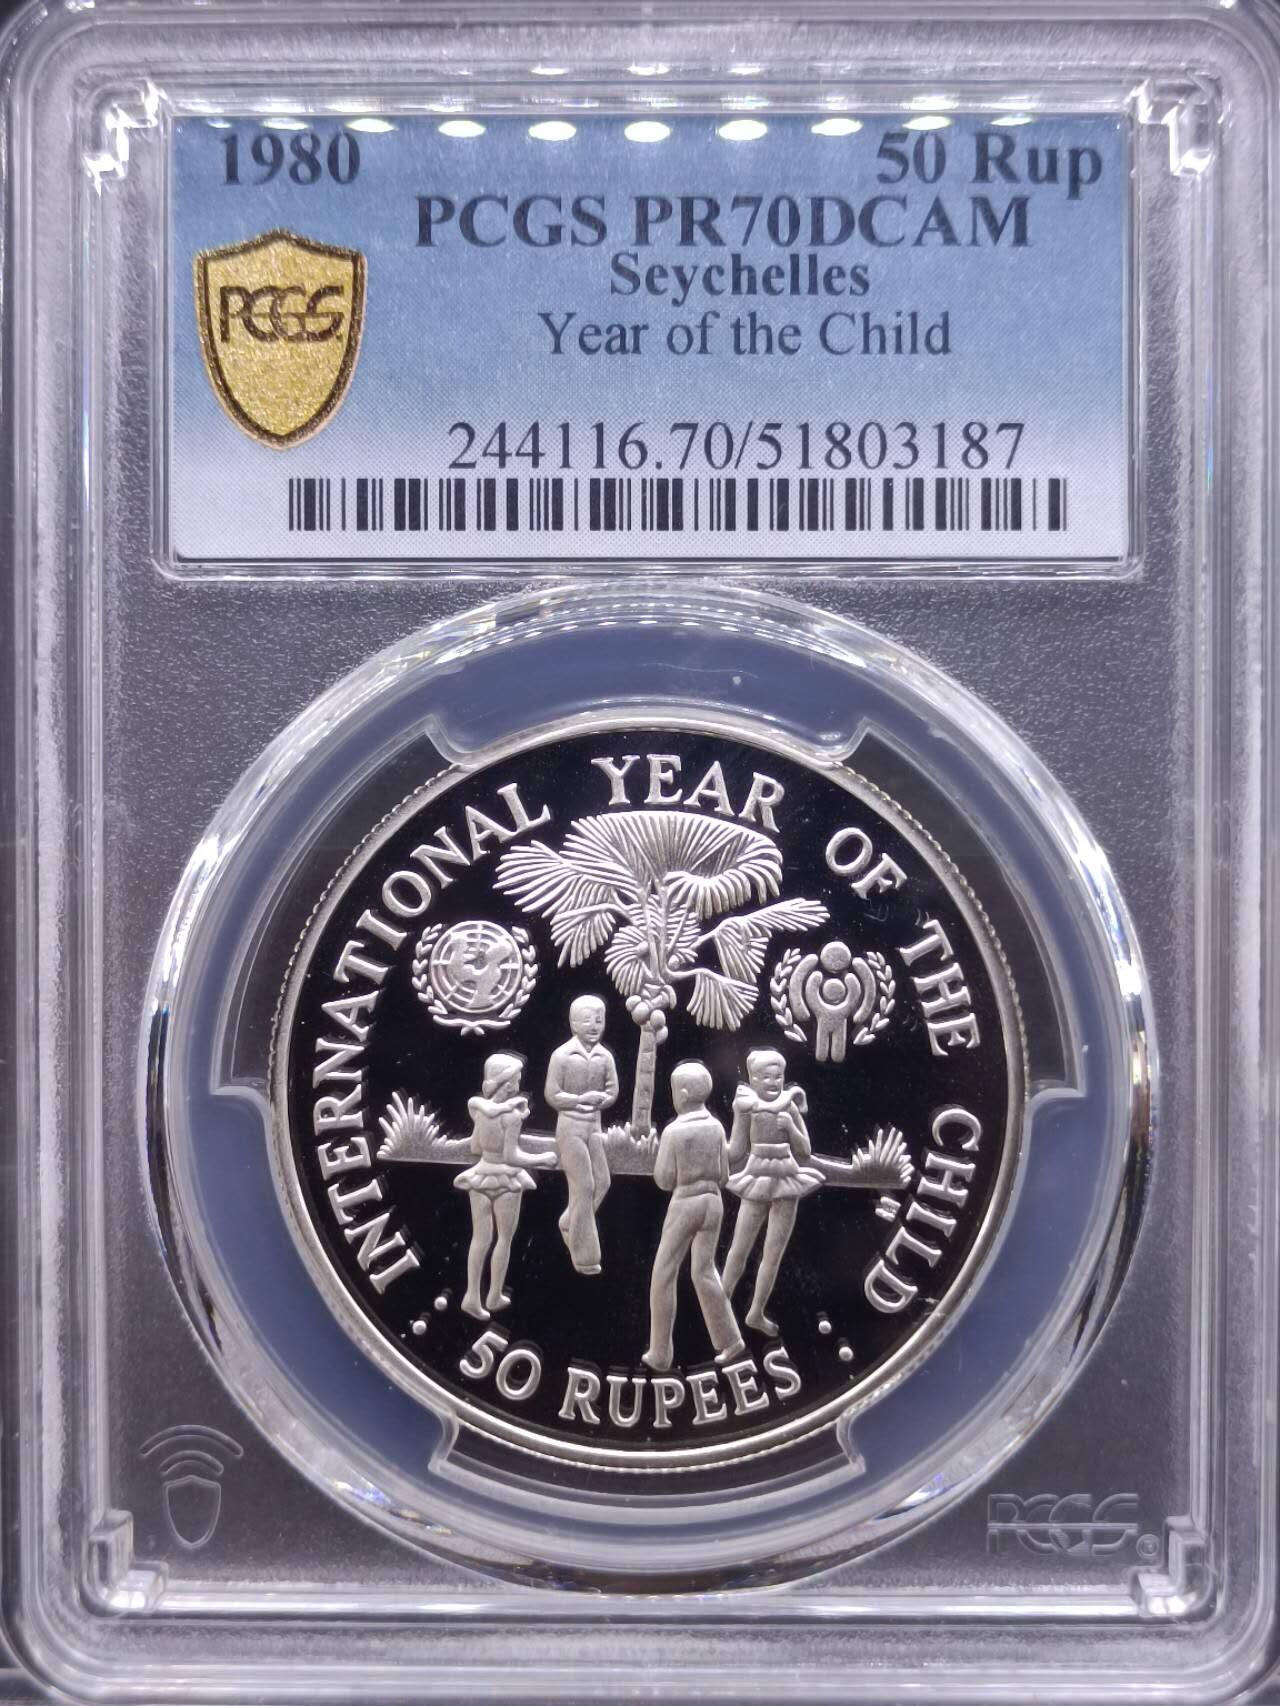 1980 50 Rup
PCGS PR70DCAM
Seychelles
Year of the Child
PCGS
244116.70/51803187
INTERNATIONAL YEAR OF THE CHILD
50 RUPEES
PCGS